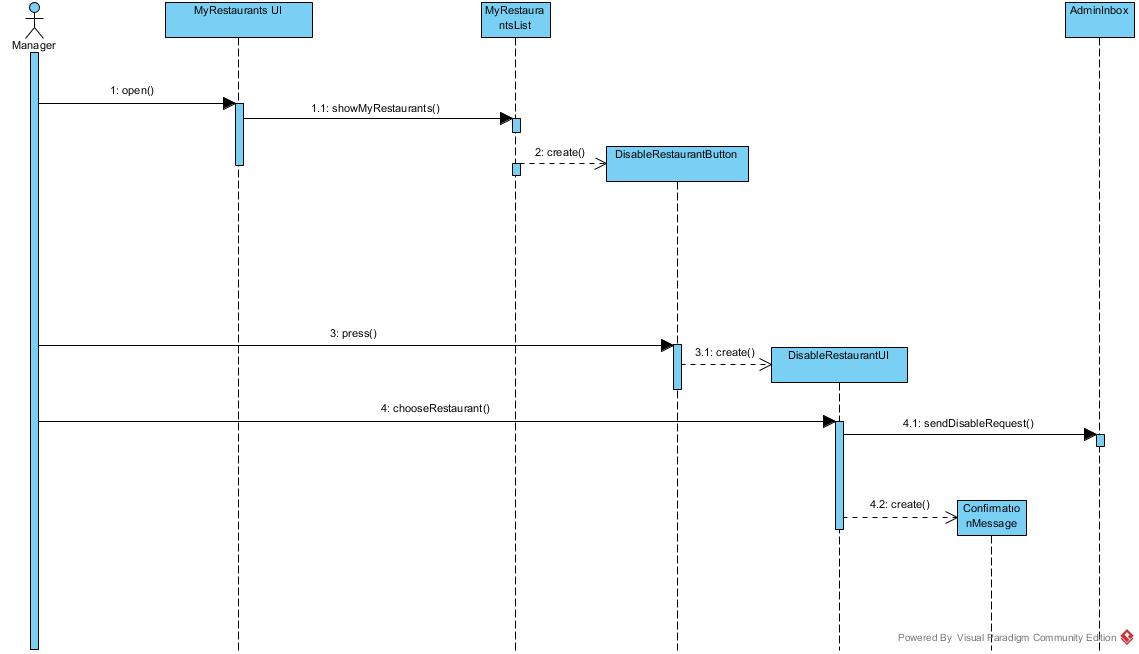 MyRestaurants UI
MyRestaura
ntsList
AdminInbox
Manager
1: open()
1.1: showMyRestaurants()
2: create()
DisableRestaurantButton
3: press()
3.1: create()
DisableRestaurantUI
4: chooseRestaurant()
4.1: sendDisableRequest()
4.2: create()
Confirmatio
nMessage
Powered By Visual Paradigm Community Edition